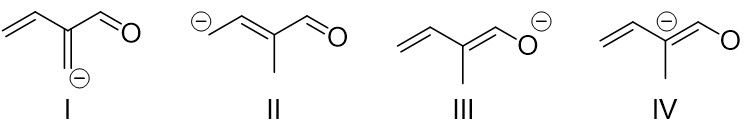 ⊖ ⊖ ⊖
O O O O
⊖
I II III IV